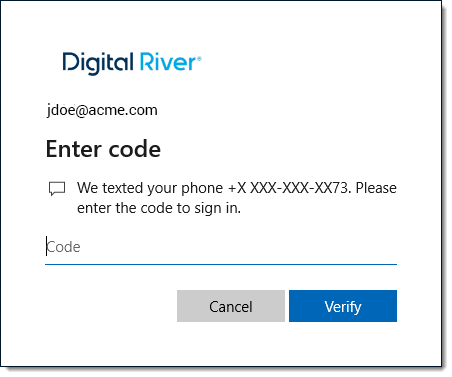 Digital River®
jdoe@acme.com
Enter code
We texted your phone +X XXX-XXX-XX73. Please
enter the code to sign in.
Code
Cancel Verify